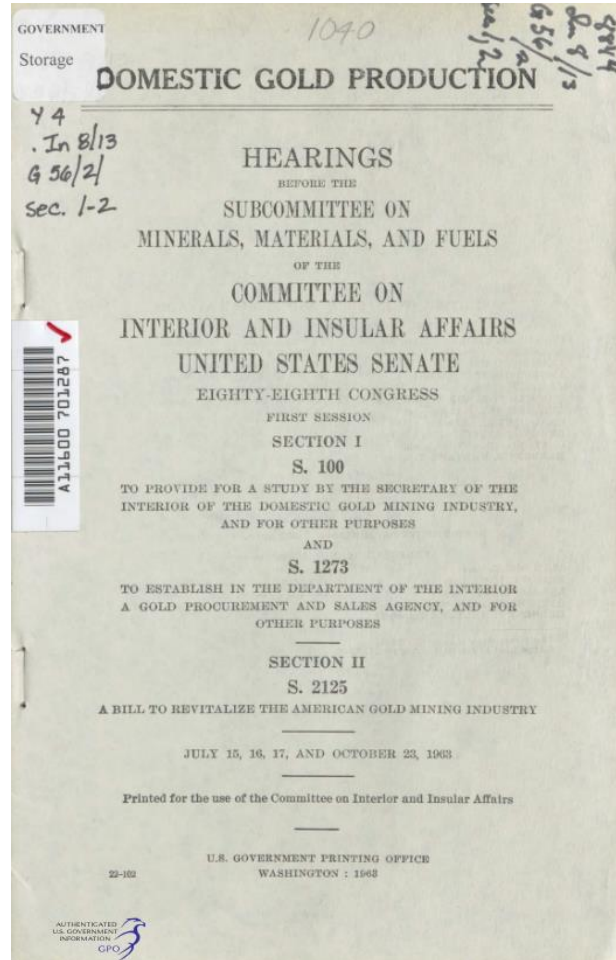 GOVERNMENT
Storage
1040
DOMESTIC GOLD PRODUCTION
Y 4
. In 8/13
G 56/2/
sec. 1-2
HEARINGS
BEFORE THE
SUBCOMMITTEE ON
MINERALS, MATERIALS, AND FUELS
OF THE
COMMITTEE ON
INTERIOR AND INSULAR AFFAIRS
UNITED STATES SENATE
EIGHTY-EIGHTH CONGRESS
FIRST SESSION
SECTION I
S. 100
TO PROVIDE FOR A STUDY BY THE SECRETARY OF THE
INTERIOR OF THE DOMESTIC GOLD MINING INDUSTRY,
AND FOR OTHER PURPOSES
AND
S. 1273
TO ESTABLISH IN THE DEPARTMENT OF THE INTERIOR
A GOLD PROCUREMENT AND SALES AGENCY, AND FOR
OTHER PURPOSES
SECTION II
S. 2125
A BILL TO REVITALIZE THE AMERICAN GOLD MINING INDUSTRY
JULY 15, 16, 17, AND OCTOBER 23, 1963
Printed for the use of the Committee on Interior and Insular Affairs
U.S. GOVERNMENT PRINTING OFFICE
22-102 WASHINGTON : 1963
A11600 701287
AUTHENTICATED
U.S. GOVERNMENT
INFORMATION
GPO